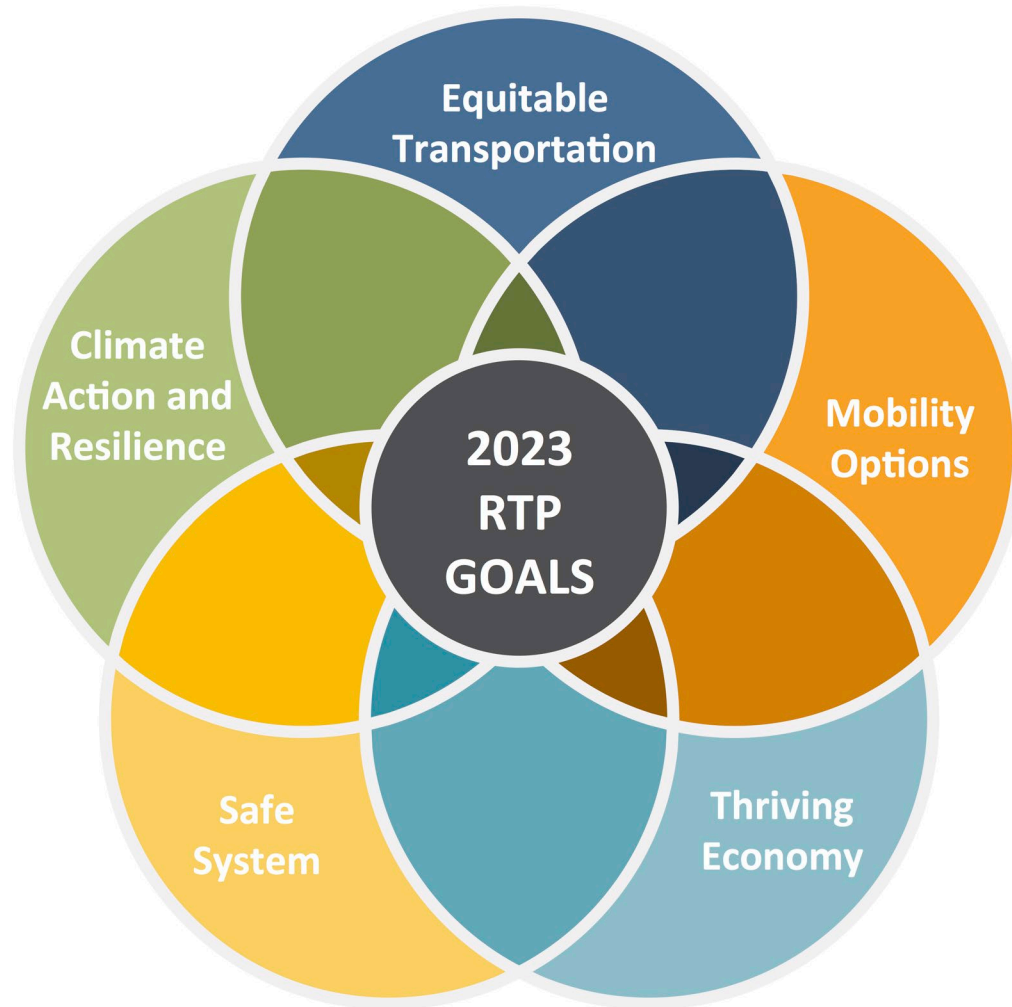 Equitable
Transportation
Climate
Action and
Resilience
Mobility
Options
2023
RTP
GOALS
Safe
System
Thriving
Economy